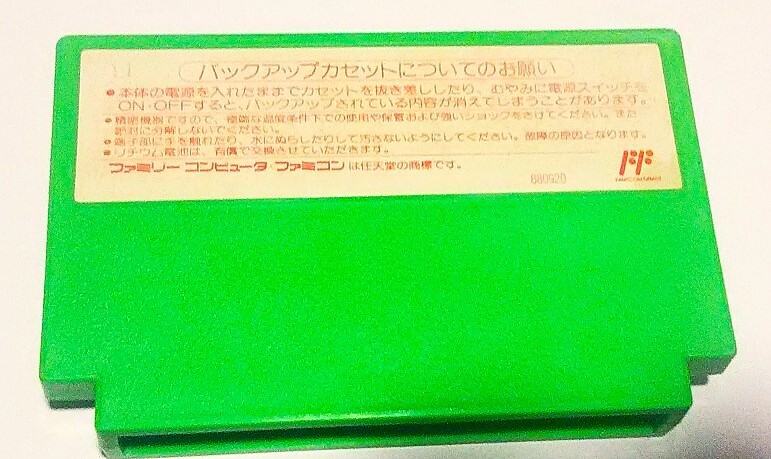 バックアップカセットについてのお願い
●本体の電源を入れたままでカセットを抜き差ししたり、むやみに電源スイッチを
ON・OFFすると、バックアップされている内容が消えてしまうことがあります。
●精密機器ですので、極端な温度条件下での使用や保管および強いショックをさけてください。また
絶対に分解しないでください。
●端子部に手を触れたり、水にぬらしたりして汚さないようにしてください。故障の原因となります。
●リチウム電池は、有償で交換させていただきます。
ファミリーコンピュータ・ファミコンは任天堂の商標です。
880920